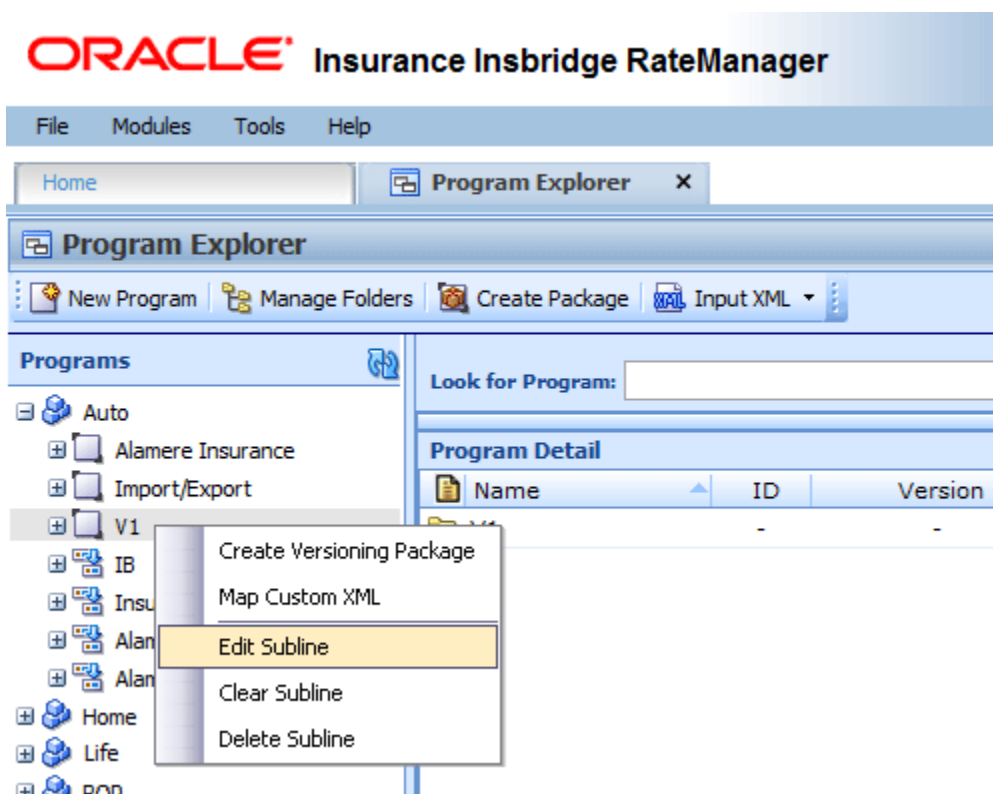 ORACLE® Insurance Insbridge RateManager
File Modules Tools Help
Home Program Explorer x
Program Explorer
New Program Manage Folders Create Package Input XML
Programs
Look for Program:
Auto
Alamere Insurance
Program Detail
Import/Export
Name ID Version
V1
- -
Create Versioning Package
IB
Map Custom XML
Edit Subline
Clear Subline
Home
Delete Subline
Life